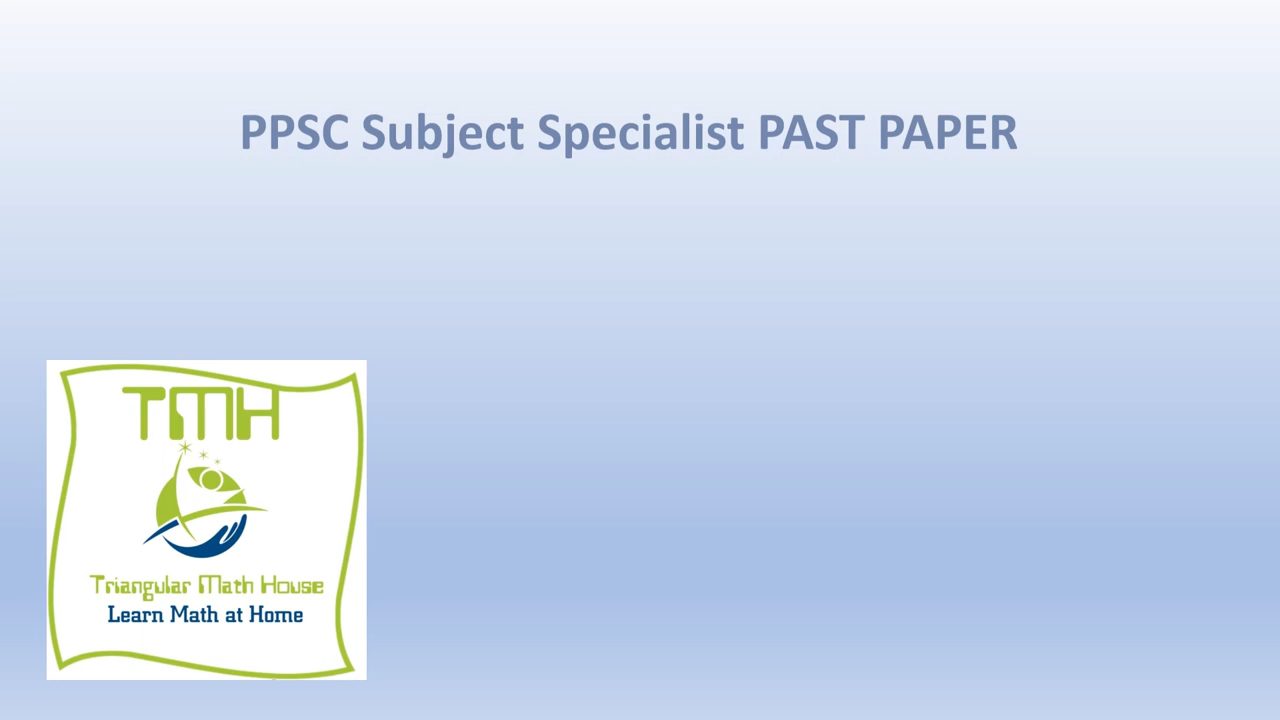 PPSC Subject Specialist PAST PAPER
TMH
Triangular Math House
Learn Math at Home